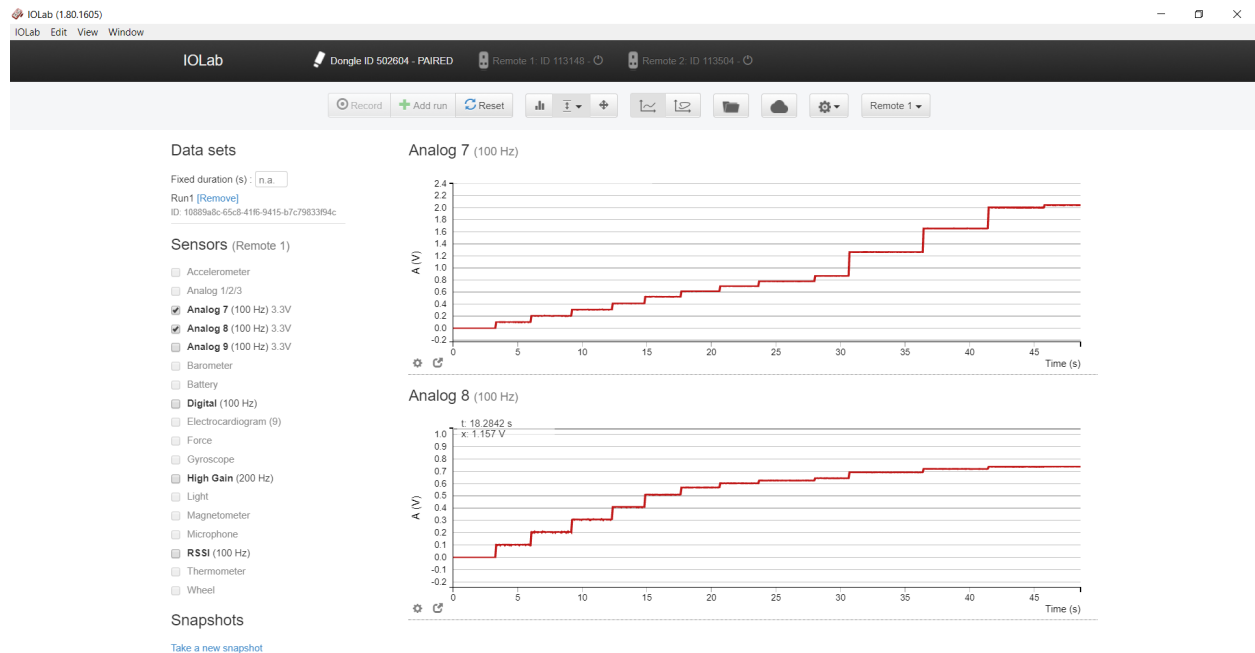 IOLab (1.80.1605)
IOLab Edit View Window
IOLab Dongle ID 502604 - PAIRED Remote 1: ID 113148 - Remote 2: ID 113504 -
Record Add run Reset Remote 1
Data sets
Fixed duration (s) : n.a.
Run1 [Remove]
ID: 10889a8c-65c8-41f6-9415-b7c79833f94c
Sensors (Remote 1)
Accelerometer
Analog 1/2/3
Analog 7 (100 Hz) 3.3V
Analog 8 (100 Hz) 3.3V
Analog 9 (100 Hz) 3.3V
Barometer
Battery
Digital (100 Hz)
Electrocardiogram (9)
Force
Gyroscope
High Gain (200 Hz)
Light
Magnetometer
Microphone
RSSI (100 Hz)
Thermometer
Wheel
Snapshots
Take a new snapshot
Analog 7 (100 Hz)
2.4
2.2
2.0
1.8
1.6
1.4
1.2
1.0
0.8
0.6
0.4
0.2
0.0
-0.2
A (V)
0 5 10 15 20 25 30 35 40 45
Time (s)
Analog 8 (100 Hz)
t: 18.2842 s
x: 1.157 V
1.0
0.9
0.8
0.7
0.6
0.5
0.4
0.3
0.2
0.1
0.0
-0.1
-0.2
A (V)
0 5 10 15 20 25 30 35 40 45
Time (s)